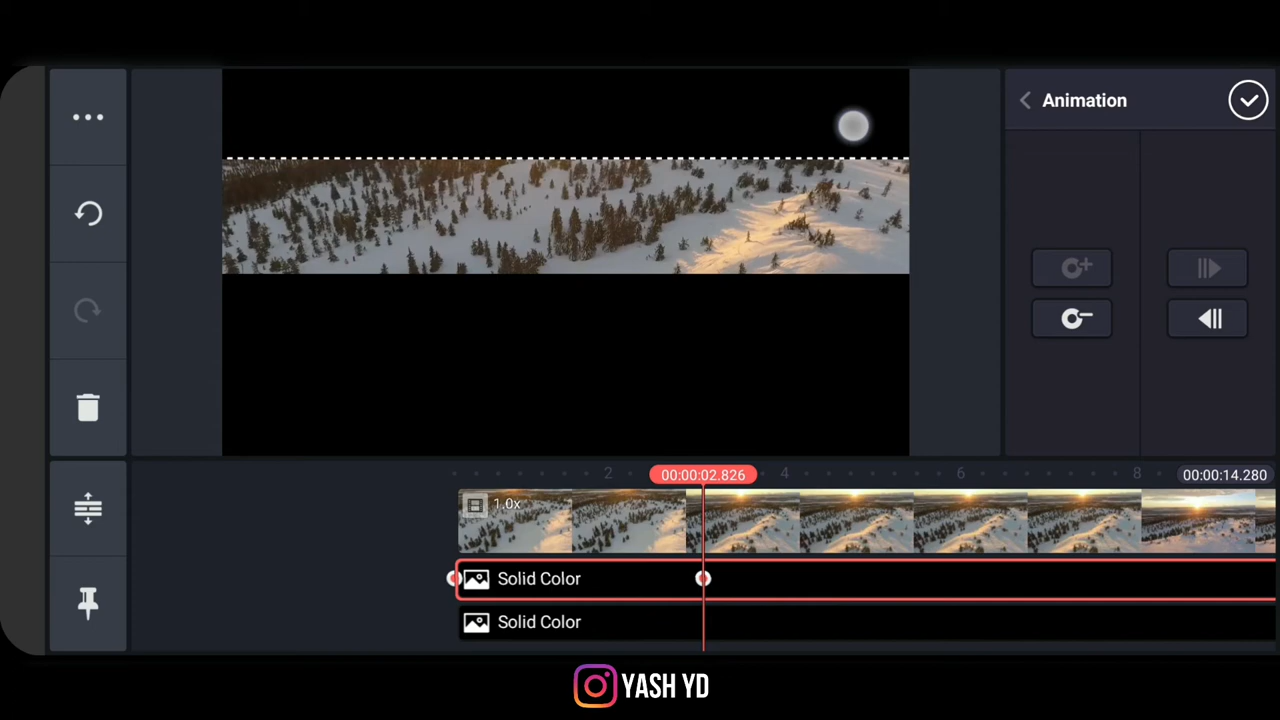 Animation
2
00:00:02.826
4
6
8
00:00:14.280
1.0x
Solid Color
Solid Color
YASH YD